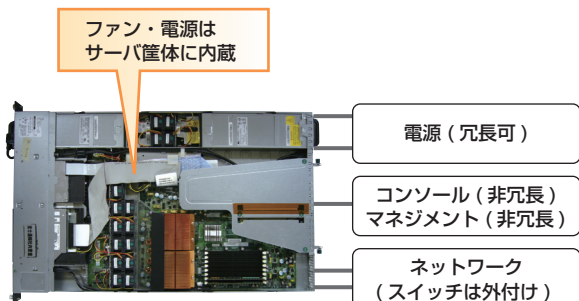 ファン・電源は
サーバ筐体に内蔵
電源 ( 冗長可 )
コンソール ( 非冗長 )
マネジメント ( 非冗長 )
ネットワーク
( スイッチは外付け )